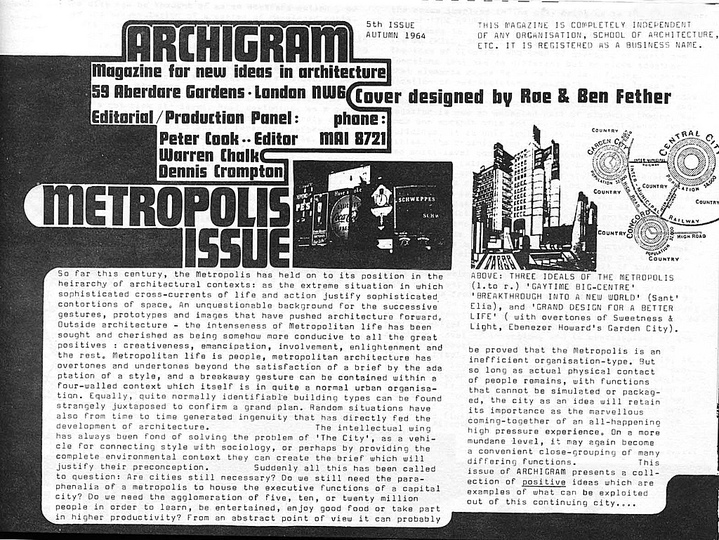 ARCHIGRAM
5th ISSUE
AUTUMN 1964
THIS MAGAZINE IS COMPLETELY INDEPENDENT
OF ANY ORGANISATION, SCHOOL OF ARCHITECTURE,
ETC. IT IS REGISTERED AS A BUSINESS NAME.
Magazine for new ideas in architecture
59 Aberdare Gardens · London NW6
Cover designed by Rae & Ben Fether
Editorial/Production Panel: phone:
Peter Cook ·· Editor MAI 8721
Warren Chalk
Dennis Crompton
METROPOLIS
ISSUE
SCHWEPPES
COUNTRY
GARDEN CITY
CENTRAL CITY
INTER MUNICIPAL
RAILWAY
COUNTRY
COUNTRY
COUNTRY
COUNTRY
CONCORD
RAILWAY
HIGH ROAD
COUNTRY
So far this century, the Metropolis has held on to its position in the
heirarchy of architectural contexts: as the extreme situation in which
sophisticated cross-currents of life and action justify sophisticated
contortions of space. An unquestionable background for the successive
gestures, prototypes and images that have pushed architecture forward.
Outside architecture - the intenseness of Metropolitan life has been
sought and cherished as being somehow more conducive to all the great
positives : creativeness, emancipation, involvement, enlightenment and
the rest. Metropolitan life is people, metropolitan architecture has
overtones and undertones beyond the satisfaction of a brief by the ada
ptation of a style, and a breakaway gesture can be contained within a
four-walled context which itself is in quite a normal urban organisa-
tion. Equally, quite normally identifiable building types can be found
strangely juxtaposed to confirm a grand plan. Random situations have
also from time to time generated ingenuity that has directly fed the
development of architecture. The intellectual wing
has always been fond of solving the problem of 'The City', as a vehi-
cle for connecting style with sociology, or perhaps by providing the
complete environmental context they can create the brief which will
justify their preconception. Suddenly all this has been called
to question: Are cities still necessary? Do we still need the para-
phenalia of a metropolis to house the executive functions of a capital
city? Do we need the agglomeration of five, ten, or twenty million
people in order to learn, be entertained, enjoy good food or take part
in higher productivity? From an abstract point of view it can probably
ABOVE: THREE IDEALS OF THE METROPOLIS
(l.to r.) 'GAYTIME BIG-CENTRE'
'BREAKTHROUGH INTO A NEW WORLD' (Sant'
Elia), and 'GRAND DESIGN FOR A BETTER
LIFE' ( with overtones of Sweetness &
Light, Ebenezer Howard's Garden City).
be proved that the Metropolis is an
inefficient organisation-type. But
so long as actual physical contact
of people remains, with functions
that cannot be simulated or packag-
ed, the city as an idea will retain
its importance as the marvellous
coming-together of an all-happening
high pressure experience. On a more
mundane level, it may again become
a convenient close-grouping of many
differing functions. This
issue of ARCHIGRAM presents a coll-
ection of positive ideas which are
examples of what can be exploited
out of this continuing city....